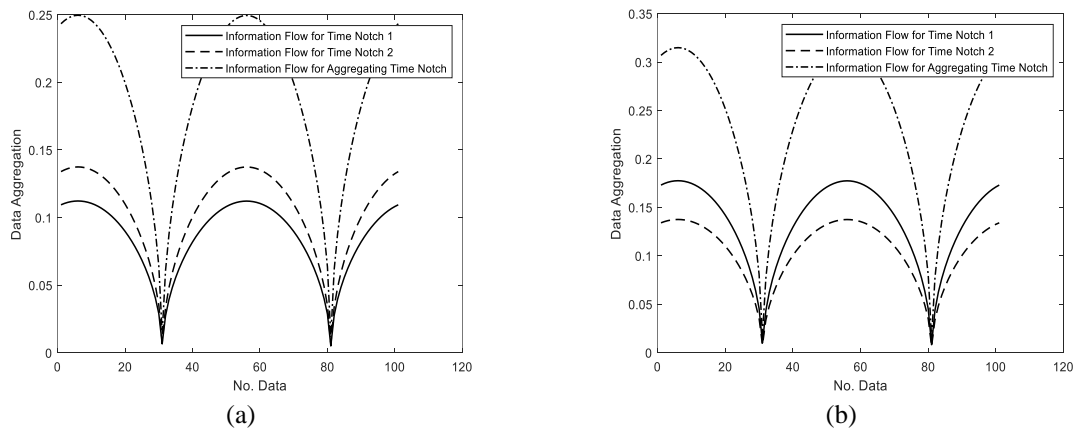 0.25
0.2
0.15
0.1
0.05
0
Data Aggregation
Information Flow for Time Notch 1
Information Flow for Time Notch 2
Information Flow for Aggregating Time Notch
0 20 40 60 80 100 120
No. Data
(a)
0.35
0.3
0.25
0.2
0.15
0.1
0.05
0
Data Aggregation
Information Flow for Time Notch 1
Information Flow for Time Notch 2
Information Flow for Aggregating Time Notch
0 20 40 60 80 100 120
No. Data
(b)